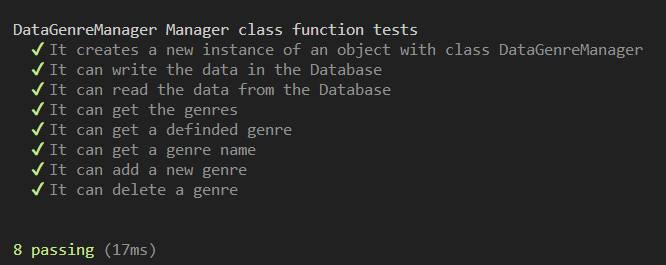 DataGenreManager Manager class function tests
✓ It creates a new instance of an object with class DataGenreManager
✓ It can write the data in the Database
✓ It can read the data from the Database
✓ It can get the genres
✓ It can get a definded genre
✓ It can get a genre name
✓ It can add a new genre
✓ It can delete a genre
8 passing (17ms)